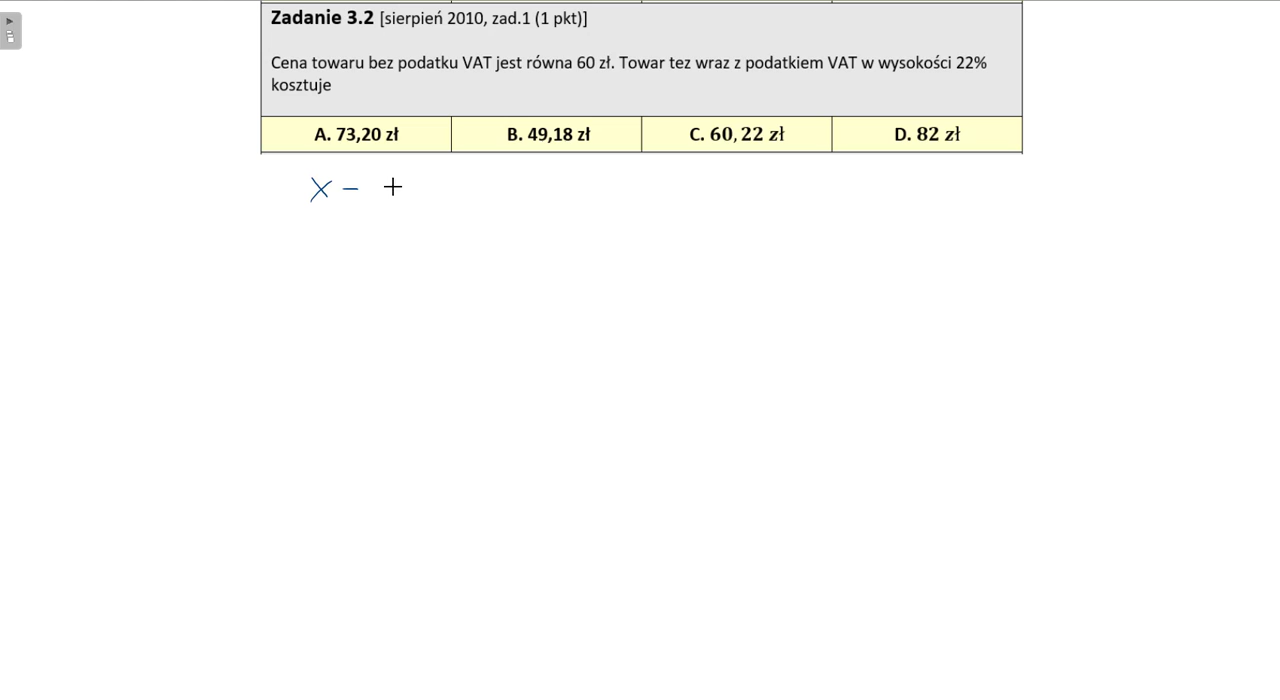 Zadanie 3.2 [sierpień 2010, zad.1 (1 pkt)]
Cena towaru bez podatku VAT jest równa 60 zł. Towar tez wraz z podatkiem VAT w wysokości 22%
kosztuje
A. 73,20 zł B. 49,18 zł C. 60,22 zł D. 82 zł
x –